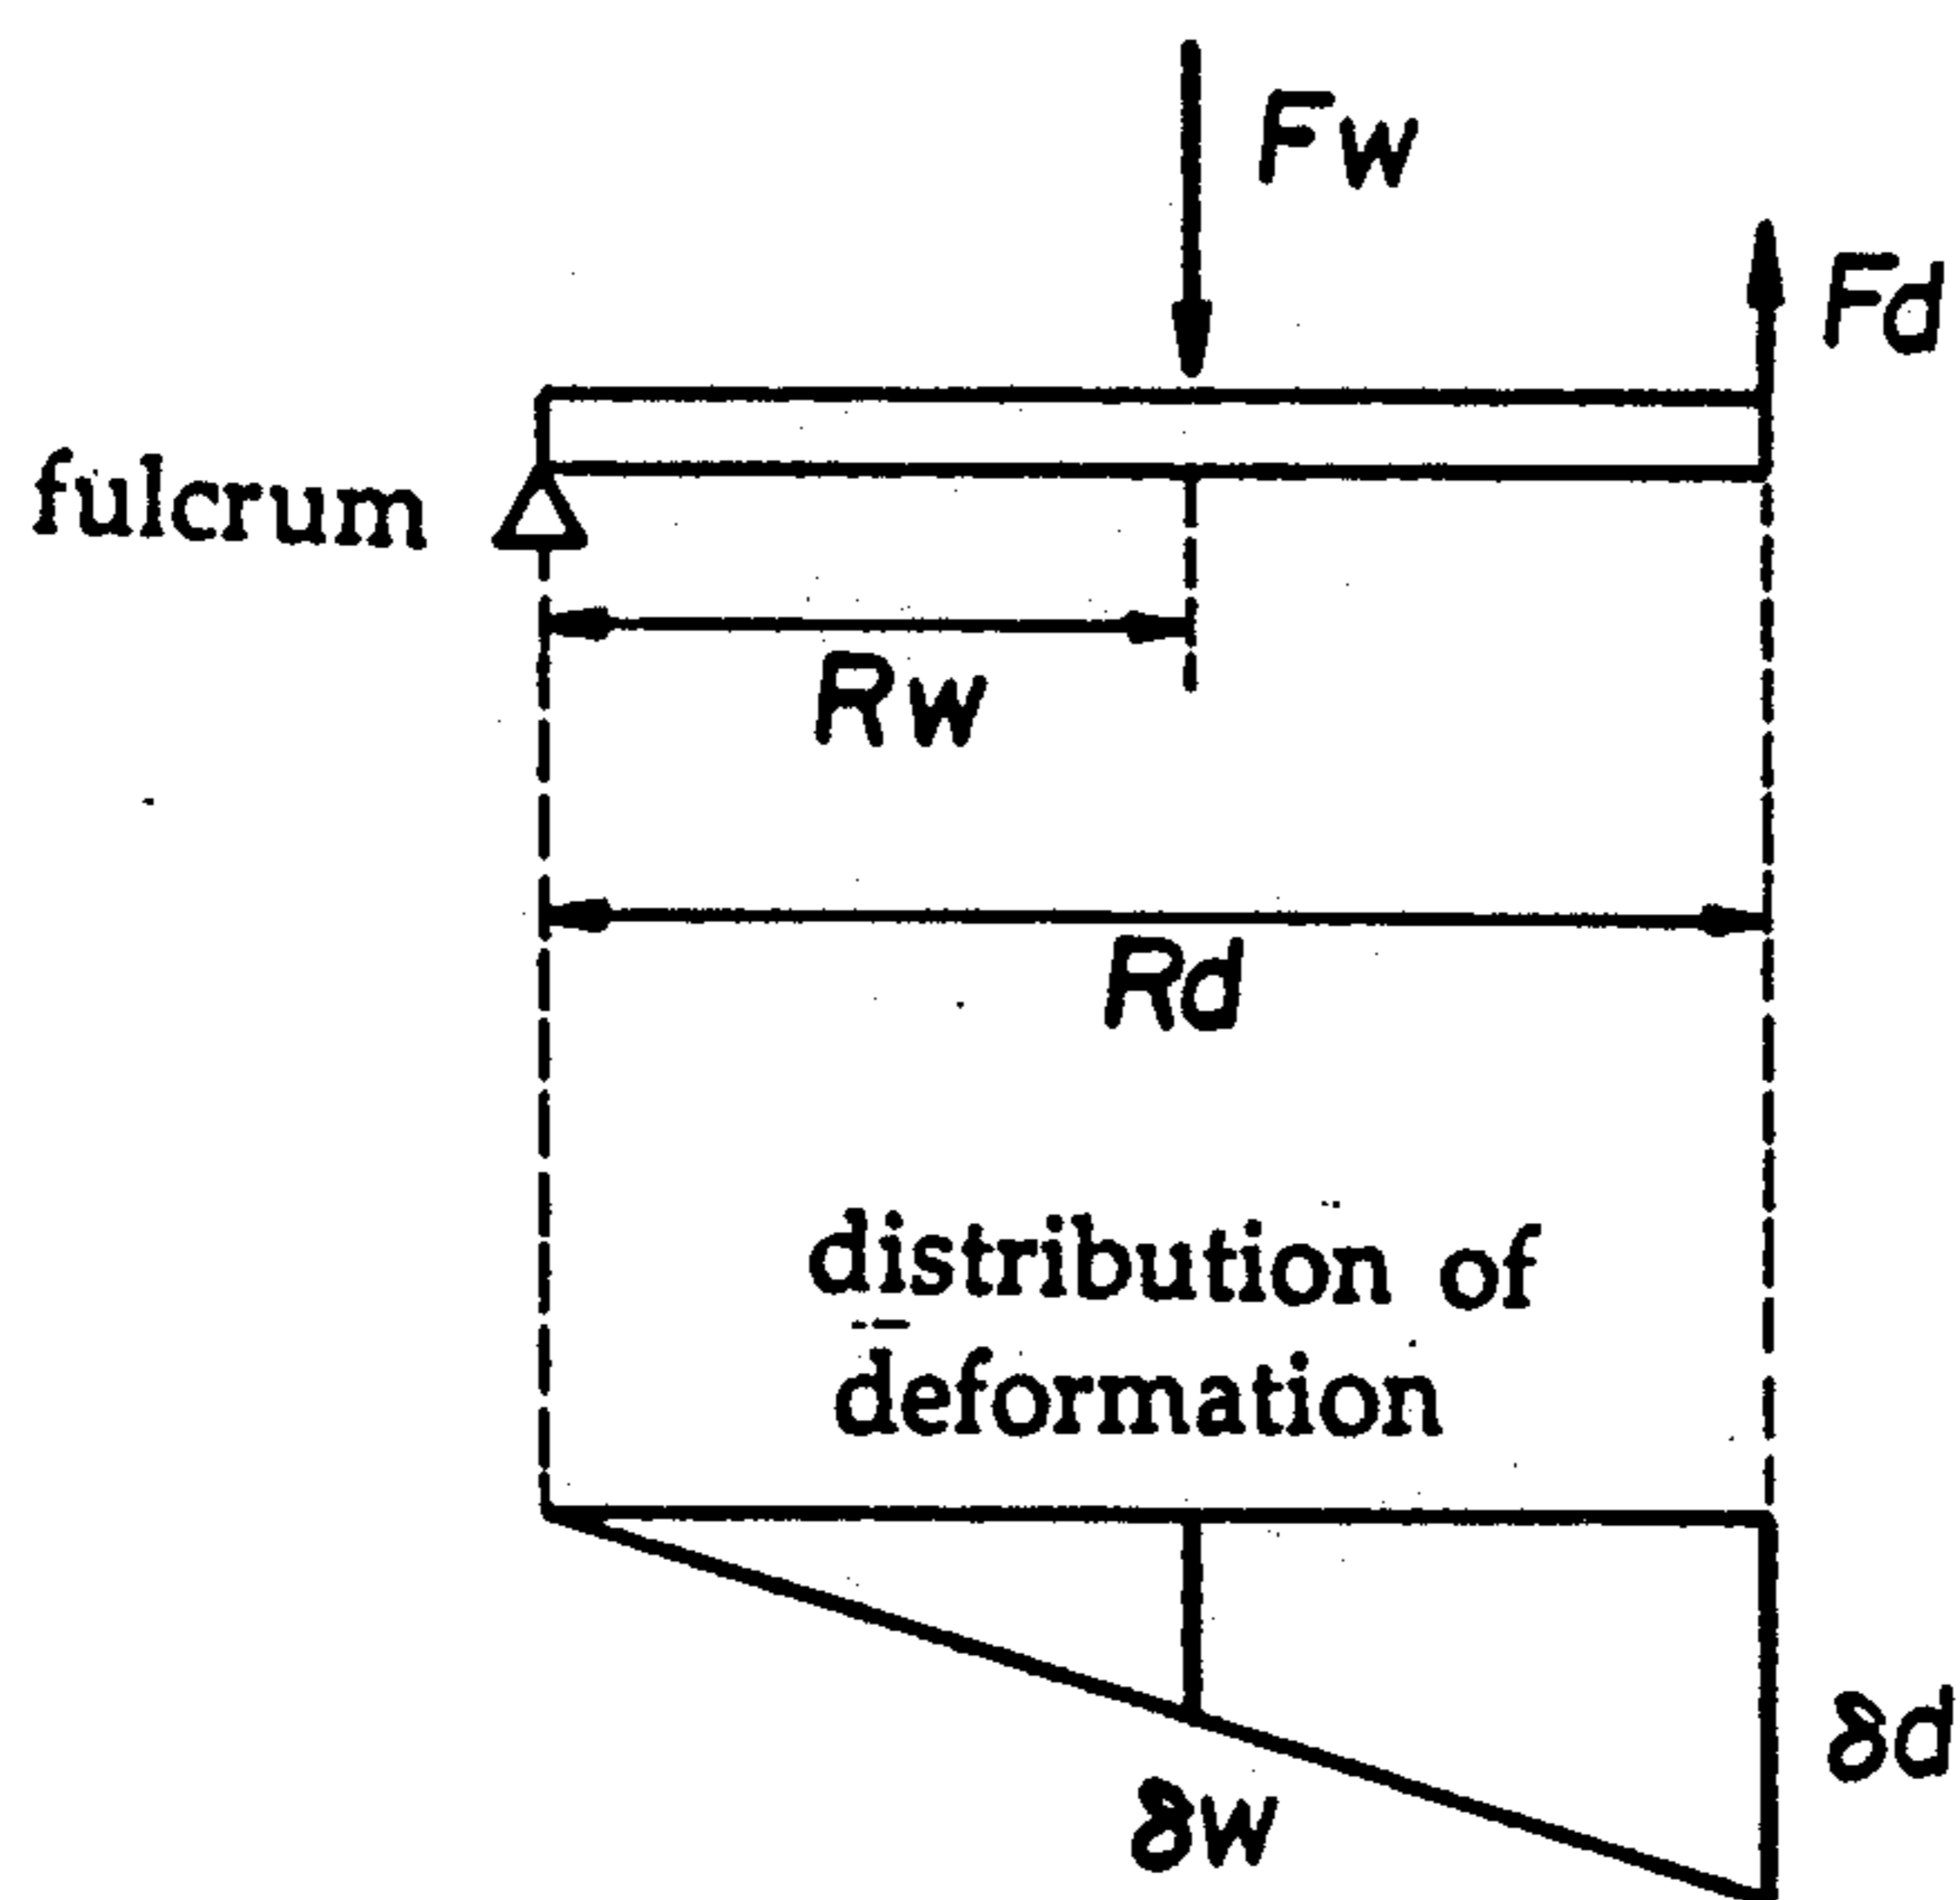 Fw
Fd
fulcrum
Rw
Rd
distribution of
deformation
δd
δw